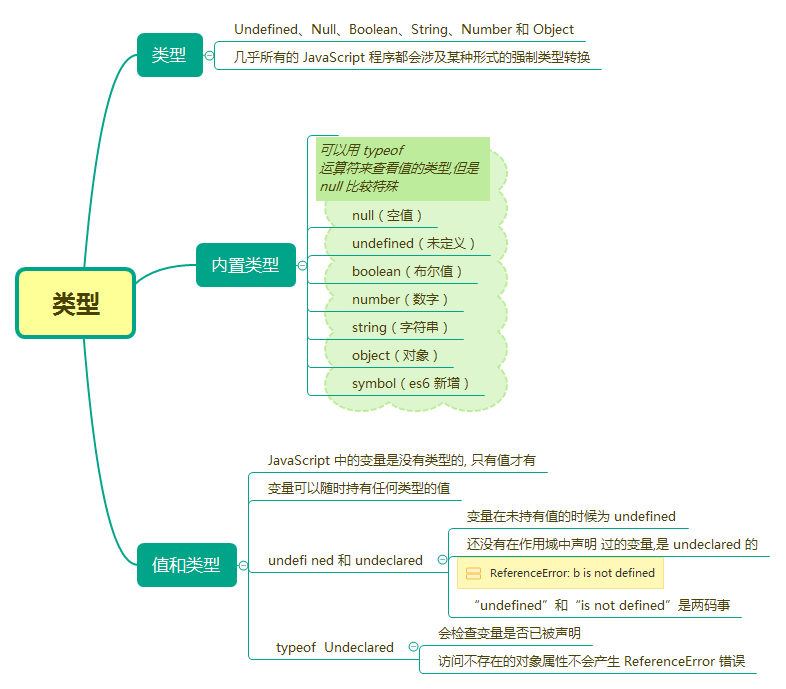 类型
类型
Undefined、Null、Boolean、String、Number 和 Object
几乎所有的 JavaScript 程序都会涉及某种形式的强制类型转换
内置类型
可以用 typeof
运算符来查看值的类型,但是
null 比较特殊
null（空值）
undefined（未定义）
boolean（布尔值）
number（数字）
string（字符串）
object（对象）
symbol（es6 新增）
值和类型
JavaScript 中的变量是没有类型的, 只有值才有
变量可以随时持有任何类型的值
undefi ned 和 undeclared
变量在未持有值的时候为 undefined
还没有在作用域中声明 过的变量,是 undeclared 的
ReferenceError: b is not defined
“undefined”和“is not defined”是两码事
typeof Undeclared
会检查变量是否已被声明
访问不存在的对象属性不会产生 ReferenceError 错误